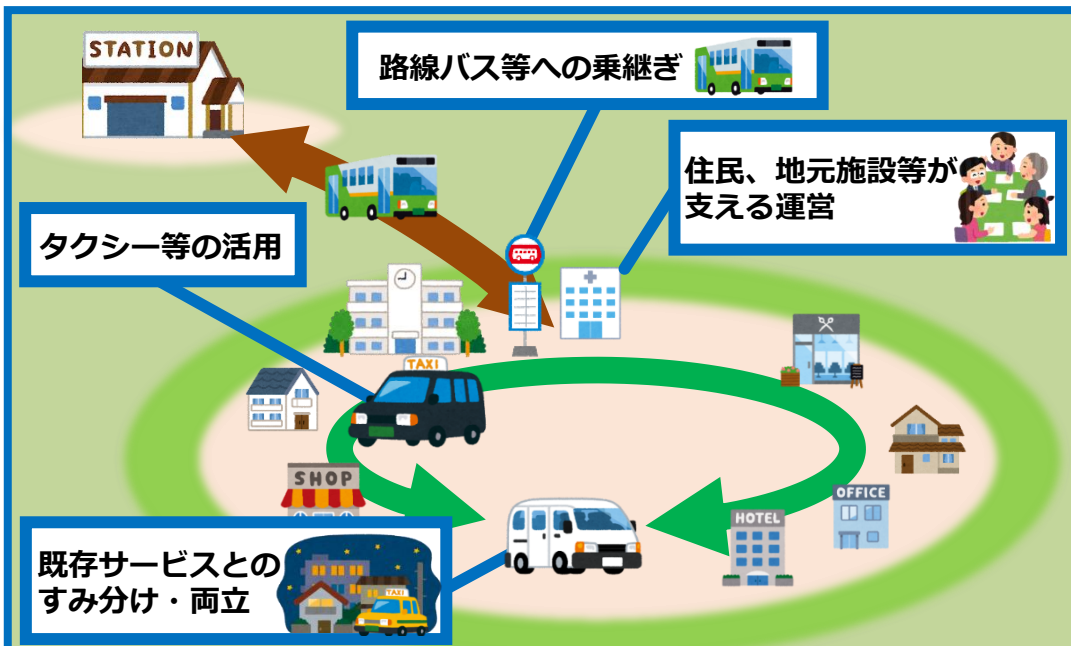 STATION
路線バス等への乗継ぎ
住民、地元施設等が
支える運営
タクシー等の活用
TAXI
SHOP
OFFICE
HOTEL
既存サービスとの
すみ分け・両立
TAXI